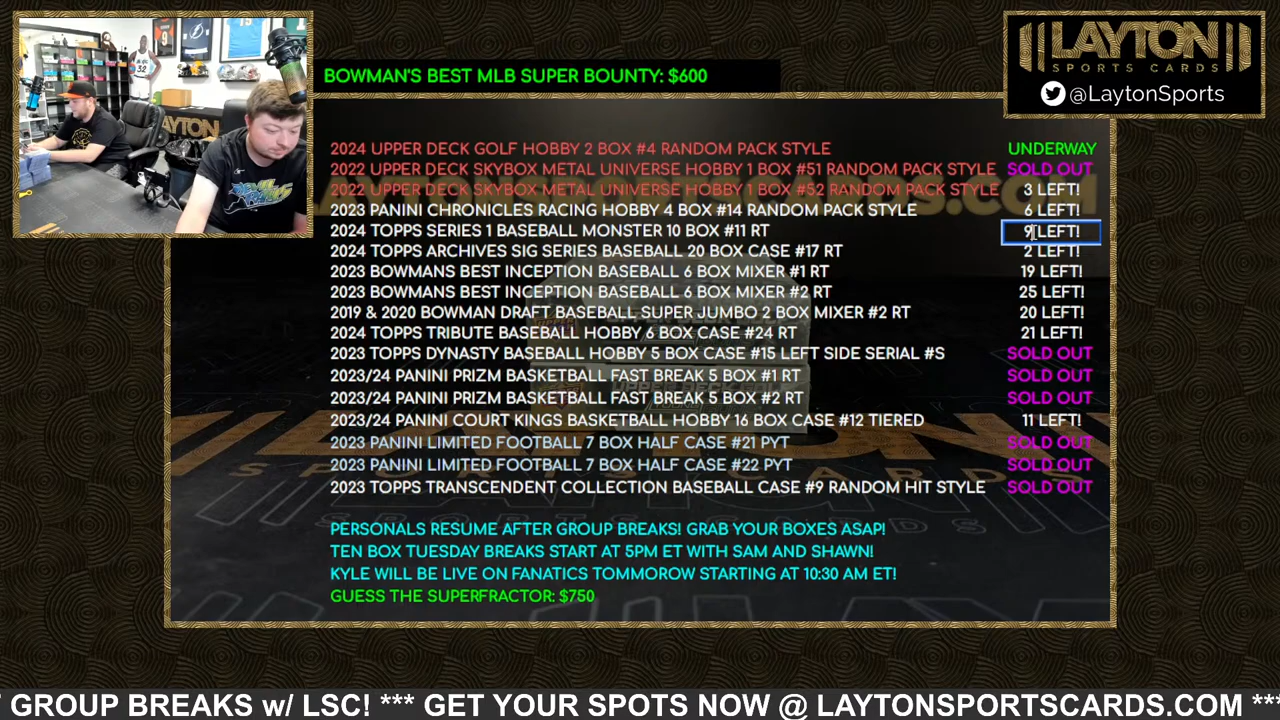 LAYTON
SPORTS CARDS
@LaytonSports
BOWMAN'S BEST MLB SUPER BOUNTY: $600
2024 UPPER DECK GOLF HOBBY 2 BOX #4 RANDOM PACK STYLE UNDERWAY
2022 UPPER DECK SKYBOX METAL UNIVERSE HOBBY 1 BOX #51 RANDOM PACK STYLE SOLD OUT
2022 UPPER DECK SKYBOX METAL UNIVERSE HOBBY 1 BOX #52 RANDOM PACK STYLE 3 LEFT!
2023 PANINI CHRONICLES RACING HOBBY 4 BOX #14 RANDOM PACK STYLE 6 LEFT!
2024 TOPPS SERIES 1 BASEBALL MONSTER 10 BOX #11 RT 9 LEFT!
2024 TOPPS ARCHIVES SIG SERIES BASEBALL 20 BOX CASE #17 RT 2 LEFT!
2023 BOWMANS BEST INCEPTION BASEBALL 6 BOX MIXER #1 RT 19 LEFT!
2023 BOWMANS BEST INCEPTION BASEBALL 6 BOX MIXER #2 RT 25 LEFT!
2019 & 2020 BOWMAN DRAFT BASEBALL SUPER JUMBO 2 BOX MIXER #2 RT 20 LEFT!
2024 TOPPS TRIBUTE BASEBALL HOBBY 6 BOX CASE #24 RT 21 LEFT!
2023 TOPPS DYNASTY BASEBALL HOBBY 5 BOX CASE #15 LEFT SIDE SERIAL #S SOLD OUT
2023/24 PANINI PRIZM BASKETBALL FAST BREAK 5 BOX #1 RT SOLD OUT
2023/24 PANINI PRIZM BASKETBALL FAST BREAK 5 BOX #2 RT SOLD OUT
2023/24 PANINI COURT KINGS BASKETBALL HOBBY 16 BOX CASE #12 TIERED 11 LEFT!
2023 PANINI LIMITED FOOTBALL 7 BOX HALF CASE #21 PYT SOLD OUT
2023 PANINI LIMITED FOOTBALL 7 BOX HALF CASE #22 PYT SOLD OUT
2023 TOPPS TRANSCENDENT COLLECTION BASEBALL CASE #9 RANDOM HIT STYLE SOLD OUT
PERSONALS RESUME AFTER GROUP BREAKS! GRAB YOUR BOXES ASAP!
TEN BOX TUESDAY BREAKS START AT 5PM ET WITH SAM AND SHAWN!
KYLE WILL BE LIVE ON FANATICS TOMMOROW STARTING AT 10:30 AM ET!
GUESS THE SUPERFRACTOR: $750
GROUP BREAKS w/ LSC! *** GET YOUR SPOTS NOW @ LAYTONSPORTSCARDS.COM **